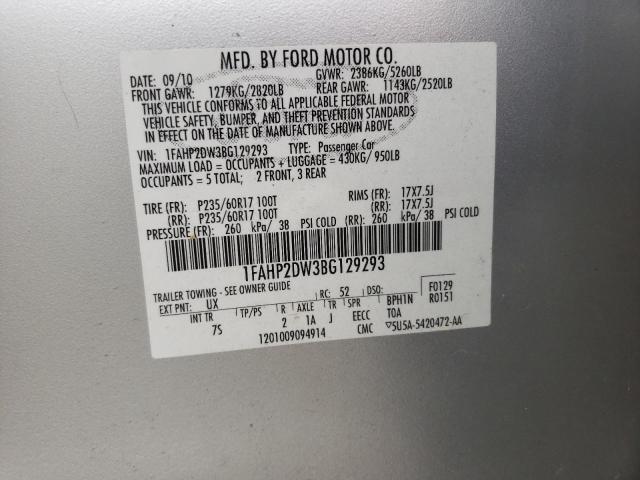 MFD. BY FORD MOTOR CO.
DATE: 09/10 GVWR: 2386KG/5260LB
FRONT GAWR: 1279KG/2820LB REAR GAWR: 1143KG/2520LB
THIS VEHICLE CONFORMS TO ALL APPLICABLE FEDERAL MOTOR
VEHICLE SAFETY, BUMPER, AND THEFT PREVENTION STANDARDS
IN EFFECT ON THE DATE OF MANUFACTURE SHOWN ABOVE.
VIN: 1FAHP2DW3BG129293 TYPE: Passenger Car
MAXIMUM LOAD = OCCUPANTS + LUGGAGE = 430KG/ 950LB
OCCUPANTS = 5 TOTAL; 2 FRONT, 3 REAR
TIRE (FR): P235/60R17 100T RIMS (FR): 17X7.5J
(RR): P235/60R17 100T (RR): 17X7.5J
PRESSURE (FR): 260 kPa/ 38 PSI COLD (RR): 260 kPa/ 38 PSI COLD
1FAHP2DW3BG129293
TRAILER TOWING - SEE OWNER GUIDE
EXT PNT: UX RC: 52 DSO: F0129
INT TR TP/PS R AXLE TR SPR BPH1N R0151
7S 2 1A J EECC TOA
1201009094914 CMC ▽5U5A-5420472-AA